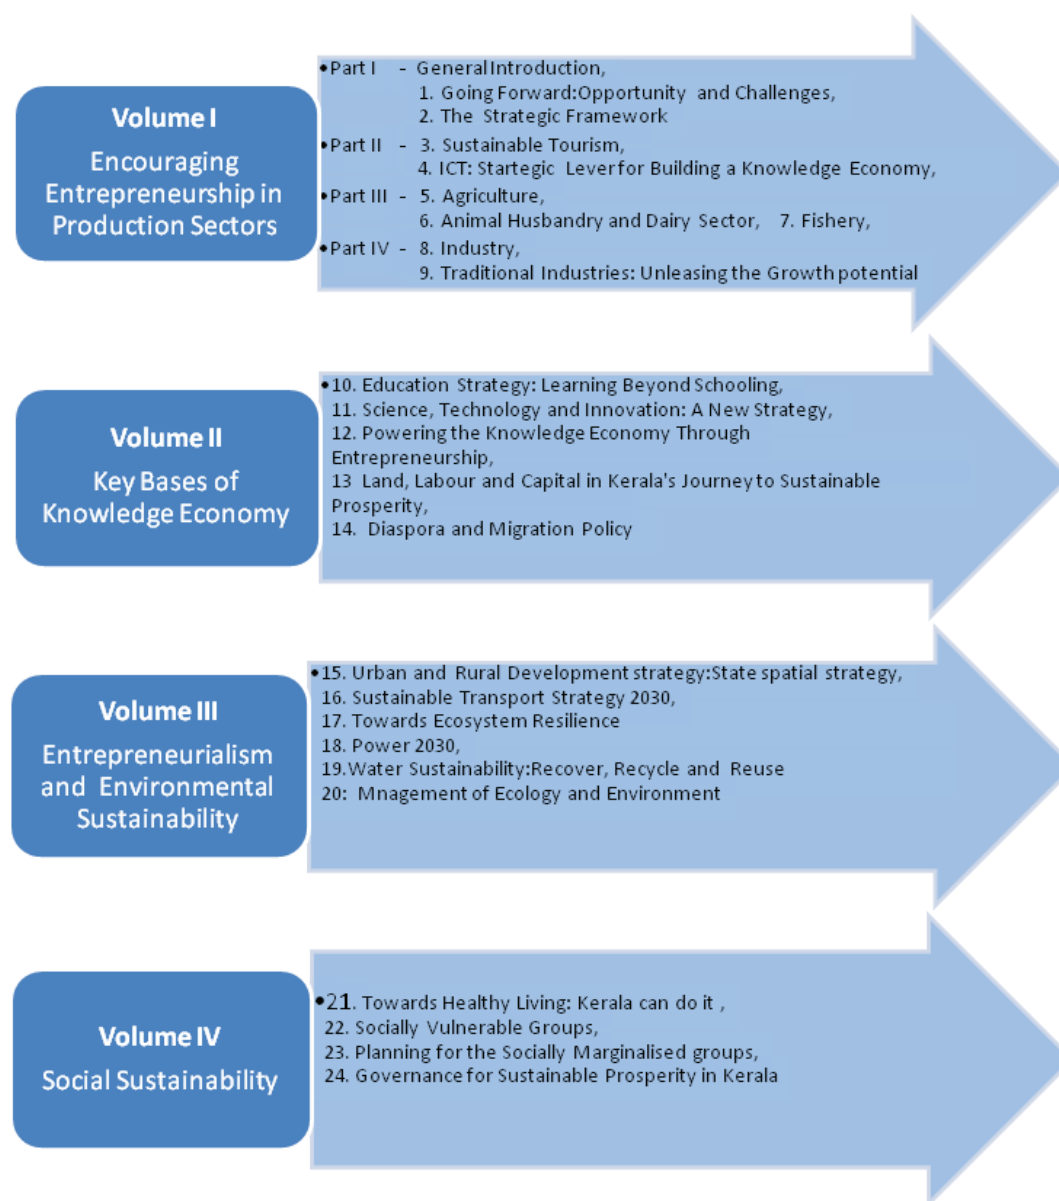 Volume I
Encouraging
Entrepreneurship in
Production Sectors
•Part I - General Introduction,
1. Going Forward:Opportunity and Challenges,
2. The Strategic Framework
•Part II - 3. Sustainable Tourism,
4. ICT: Startegic Lever for Building a Knowledge Economy,
•Part III - 5. Agriculture,
6. Animal Husbandry and Dairy Sector, 7. Fishery,
•Part IV - 8. Industry,
9. Traditional Industries: Unleasing the Growth potential
Volume II
Key Bases of
Knowledge Economy
•10. Education Strategy: Learning Beyond Schooling,
11. Science, Technology and Innovation: A New Strategy,
12. Powering the Knowledge Economy Through
Entrepreneurship,
13 Land, Labour and Capital in Kerala's Journey to Sustainable
Prosperity,
14. Diaspora and Migration Policy
Volume III
Entrepreneurialism
and Environmental
Sustainability
•15. Urban and Rural Development strategy:State spatial strategy,
16. Sustainable Transport Strategy 2030,
17. Towards Ecosystem Resilience
18. Power 2030,
19.Water Sustainability:Recover, Recycle and Reuse
20: Mnagement of Ecology and Environment
Volume IV
Social Sustainability
•21. Towards Healthy Living: Kerala can do it ,
22. Socially Vulnerable Groups,
23. Planning for the Socially Marginalised groups,
24. Governance for Sustainable Prosperity in Kerala